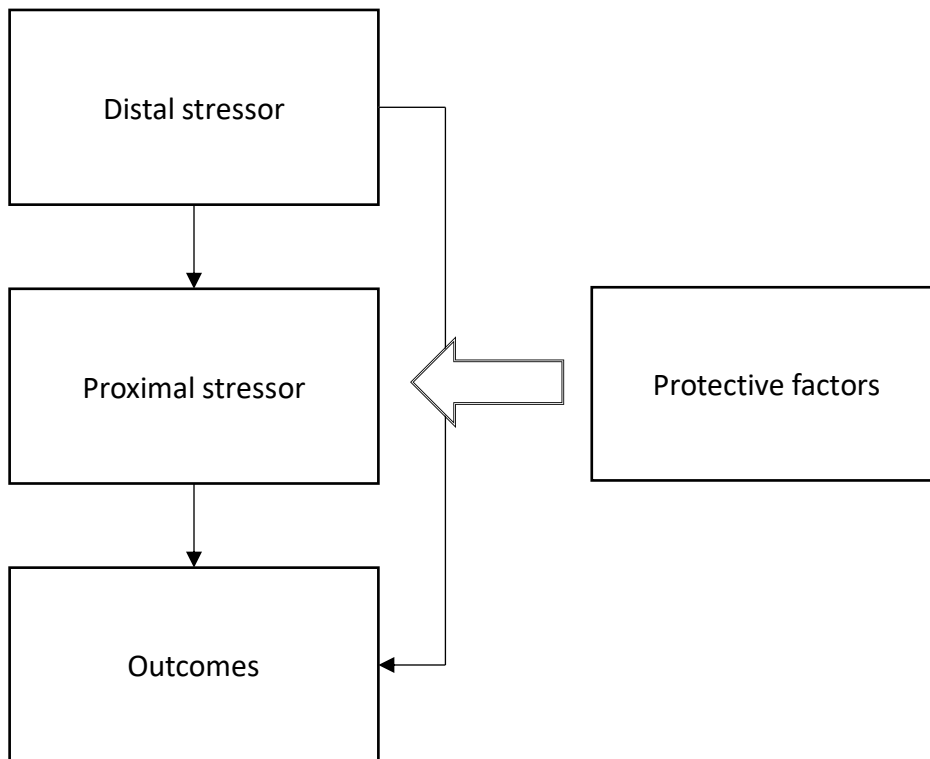 Distal stressor
Proximal stressor
Protective factors
Outcomes